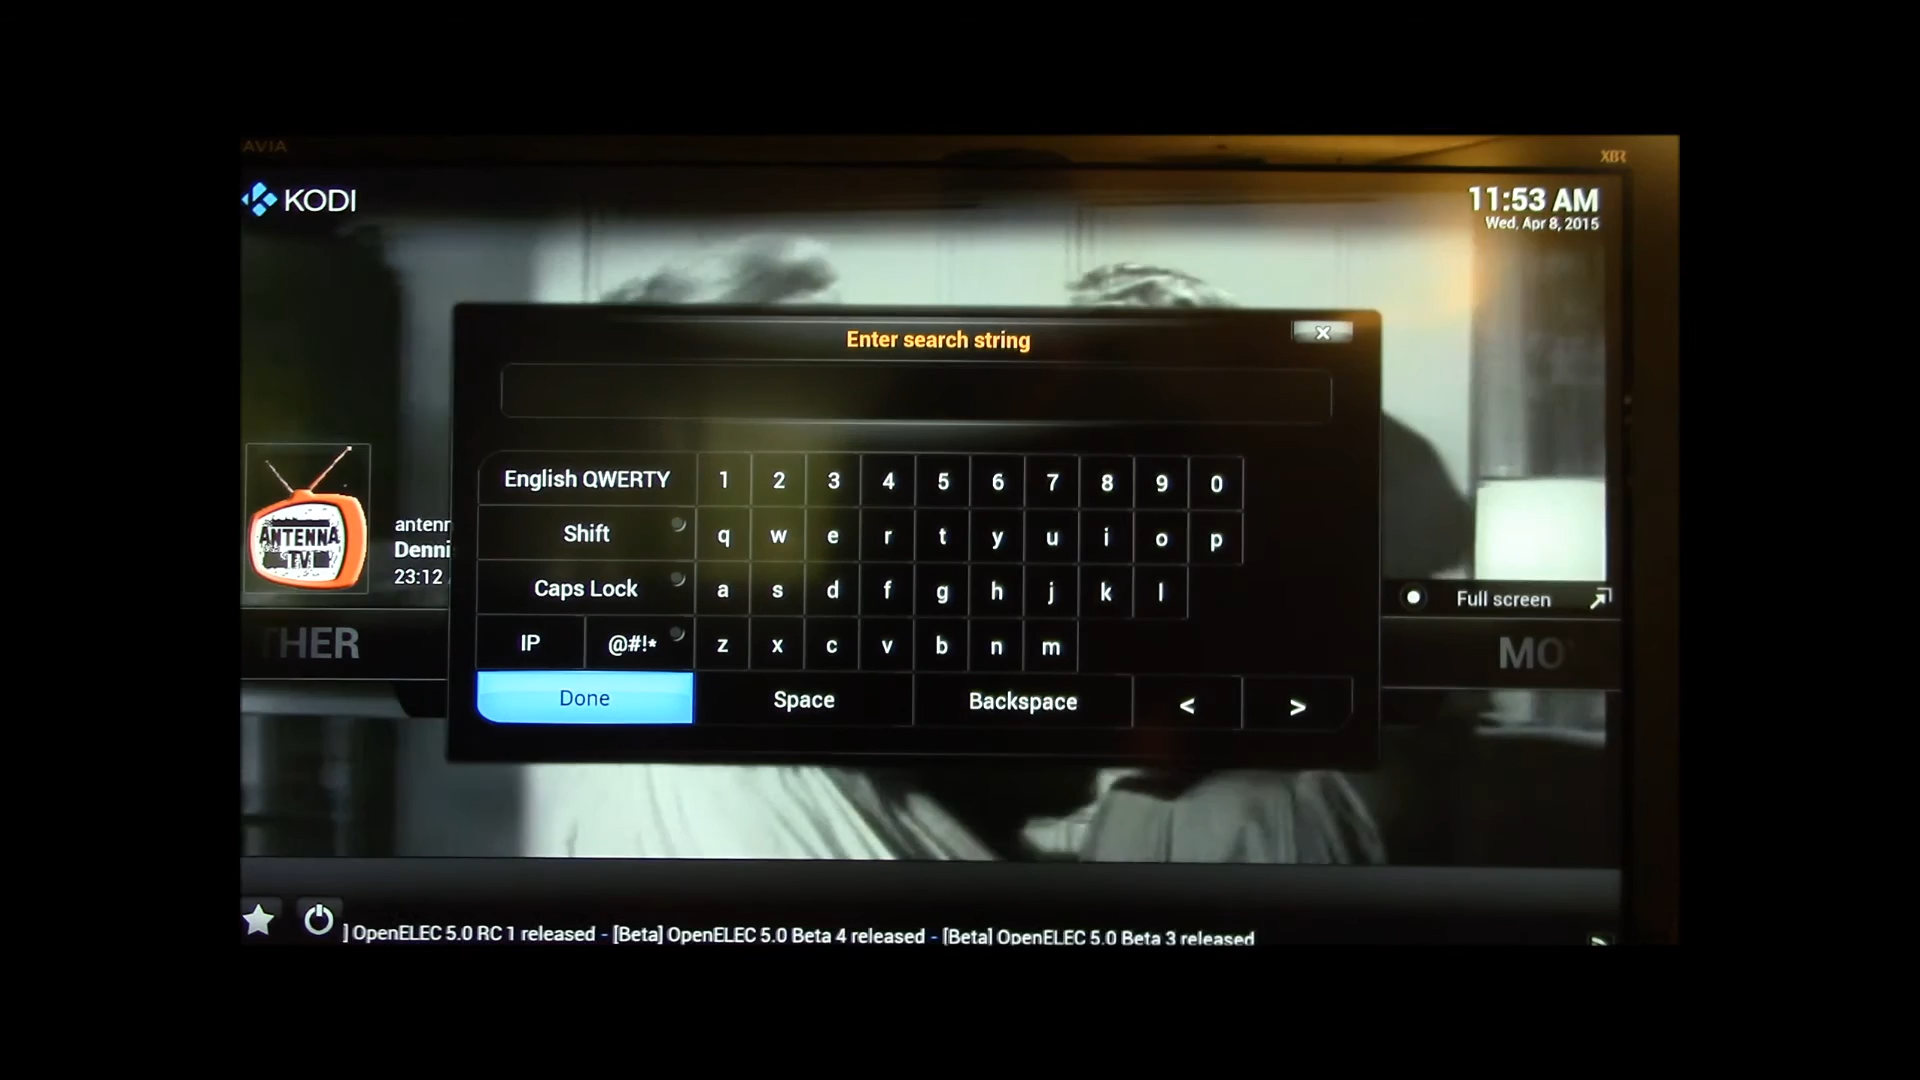 AVIA
XBR
KODI
11:53 AM
Wed, Apr 8, 2015
Enter search string
x
English QWERTY 1 2 3 4 5 6 7 8 9 0
Shift q w e r t y u i o p
Caps Lock a s d f g h j k l
IP @#!* z x c v b n m
Done Space Backspace < >
ANTENNA
TV
antenn
Denni
23:12
Full screen
THER
MO
] OpenELEC 5.0 RC 1 released - [Beta] OpenELEC 5.0 Beta 4 released - [Beta] OpenELEC 5.0 Beta 3 released